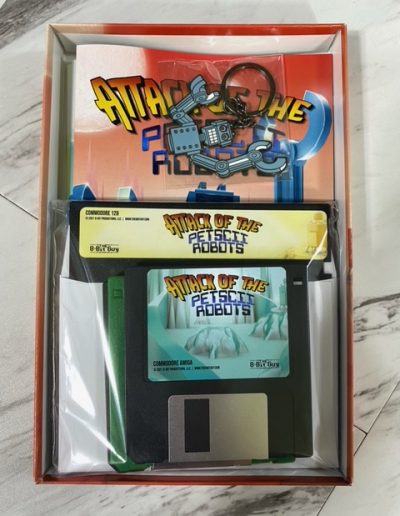 ATTACK OF THE
PETSCII
ROBOTS
COMMODORE 128
ATTACK OF THE
PETSCII
ROBOTS
8-Bit Guy
ATTACK OF THE
PETSCII
ROBOTS
COMMODORE AMIGA
8-Bit Guy